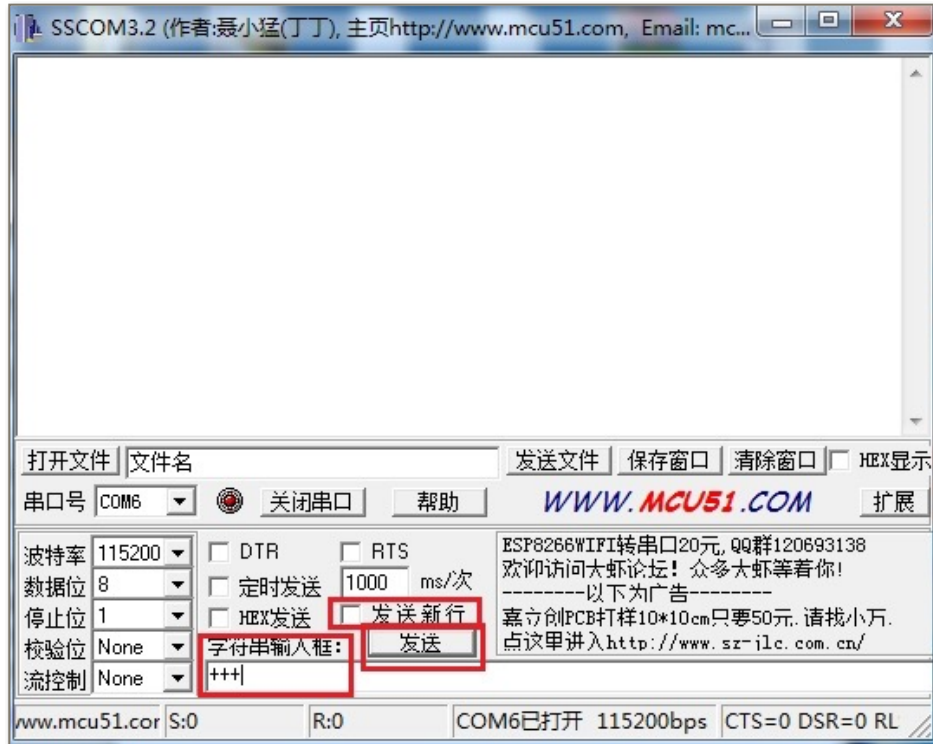 SSCOM3.2 (作者:聂小猛(丁丁), 主页http://www.mcu51.com, Email: mc...
打开文件 文件名 发送文件 保存窗口 清除窗口 HEX显示
串口号 COM6 关闭串口 帮助 WWW.MCU51.COM 扩展
波特率 115200 DTR RTS
数据位 8 定时发送 1000 ms/次
停止位 1 HEX发送 发送新行
校验位 None 字符串输入框: 发送
流控制 None +++
ESP8266WIFI转串口20元,QQ群120693138
欢迎访问大虾论坛! 众多大虾等着你!
--------以下为广告--------
嘉立创PCB打样10*10cm只要50元.请找小万.
点这里进入http://www.sz-jlc.com.cn/
www.mcu51.cor S:0 R:0 COM6已打开 115200bps CTS=0 DSR=0 RL